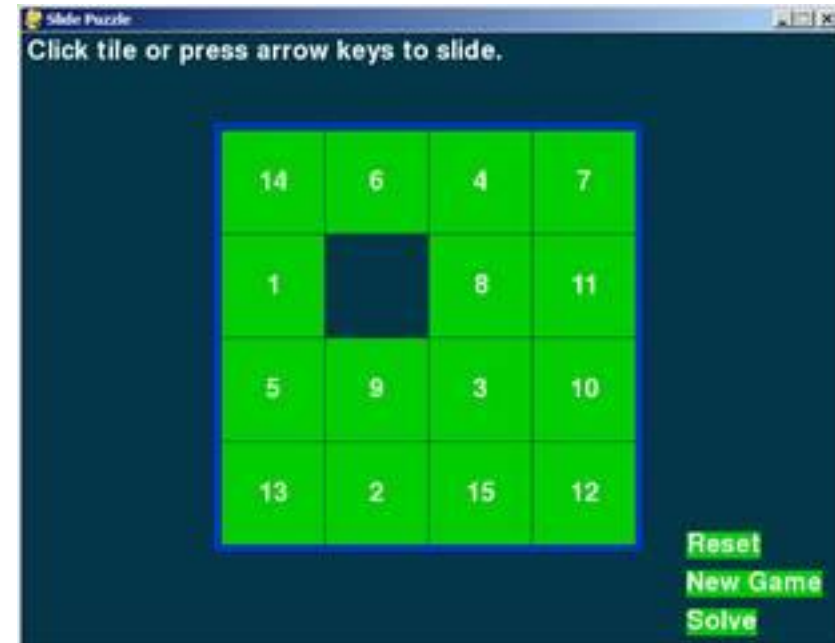 Slide Puzzle
Click tile or press arrow keys to slide.
14 6 4 7
1 8 11
5 9 3 10
13 2 15 12
Reset
New Game
Solve